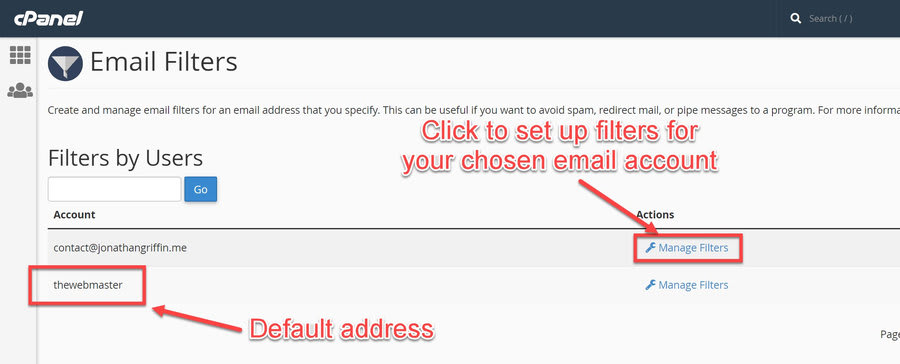 cPanel
Search ( / )
Email Filters
Create and manage email filters for an email address that you specify. This can be useful if you want to avoid spam, redirect mail, or pipe messages to a program. For more
Click to set up filters for
your chosen email account
Filters by Users
Go
Account Actions
contact@jonathangriffin.me Manage Filters
thewebmaster Manage Filters
Default address